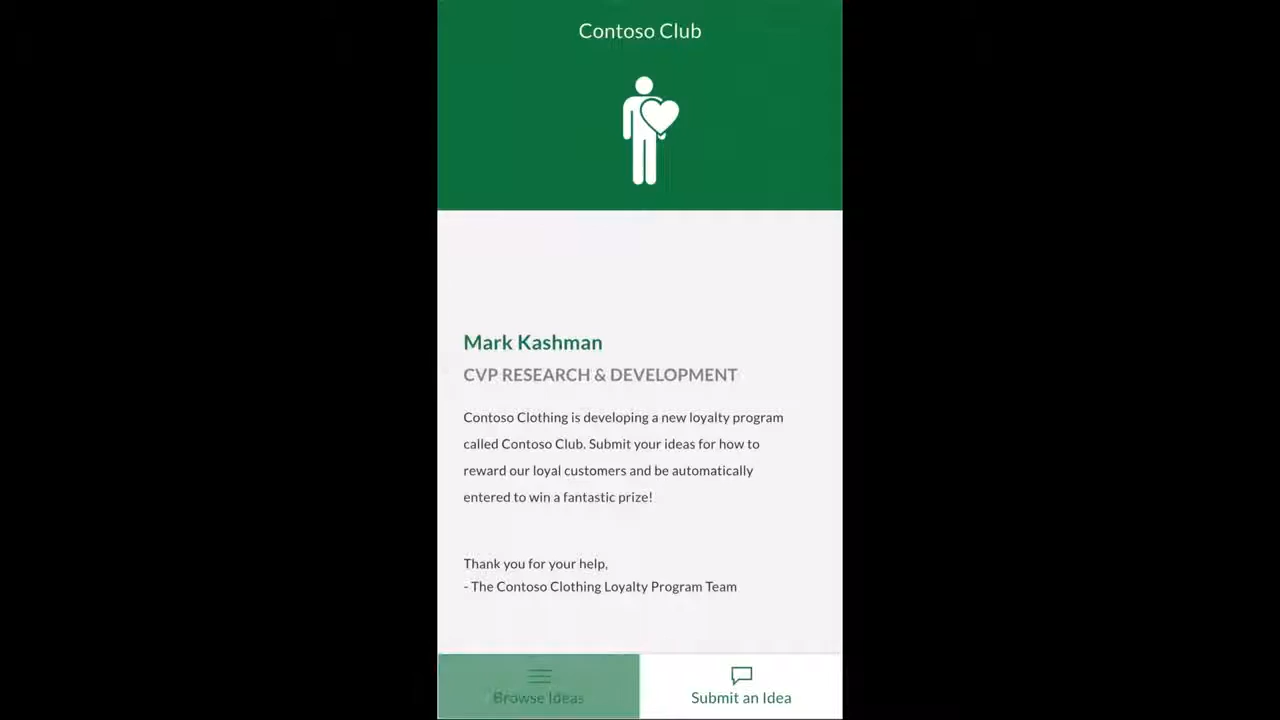 Contoso Club
Mark Kashman
CVP RESEARCH & DEVELOPMENT
Contoso Clothing is developing a new loyalty program
called Contoso Club. Submit your ideas for how to
reward our loyal customers and be automatically
entered to win a fantastic prize!
Thank you for your help,
- The Contoso Clothing Loyalty Program Team
Browse Ideas
Submit an Idea